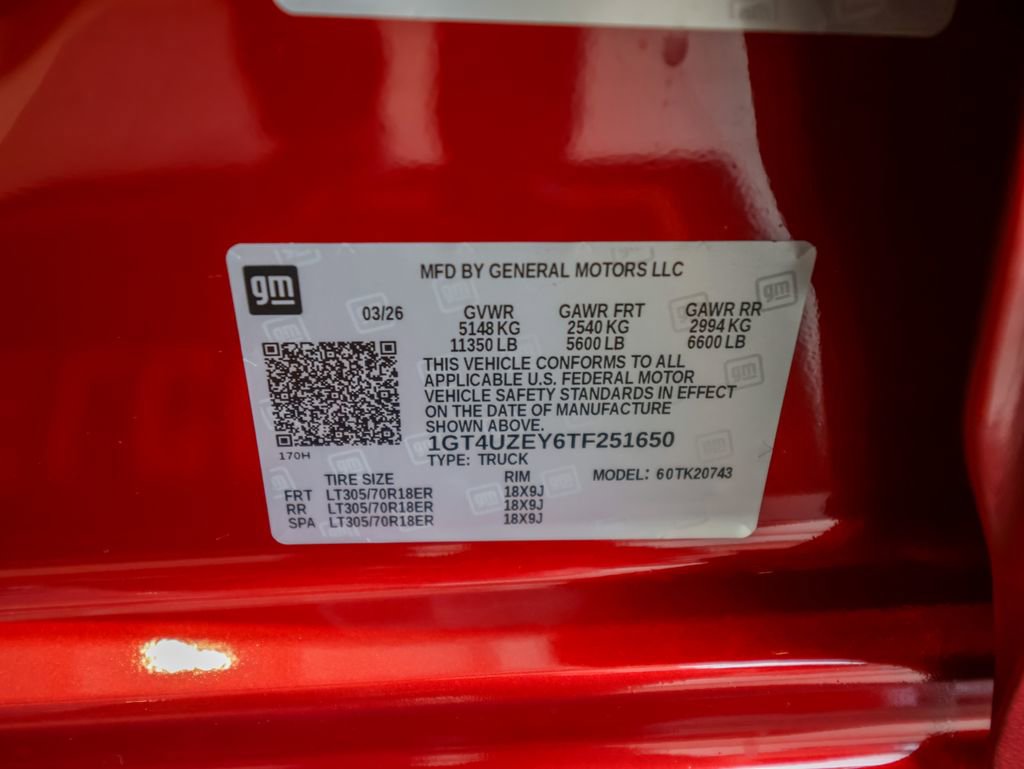 gm
MFD BY GENERAL MOTORS LLC
03/26 GVWR GAWR FRT GAWR RR
5148 KG 2540 KG 2994 KG
11350 LB 5600 LB 6600 LB
THIS VEHICLE CONFORMS TO ALL
APPLICABLE U.S. FEDERAL MOTOR
VEHICLE SAFETY STANDARDS IN EFFECT
ON THE DATE OF MANUFACTURE
SHOWN ABOVE.
1GT4UZEY6TF251650
170H
TYPE: TRUCK
TIRE SIZE RIM MODEL: 60TK20743
FRT LT305/70R18ER 18X9J
RR LT305/70R18ER 18X9J
SPA LT305/70R18ER 18X9J